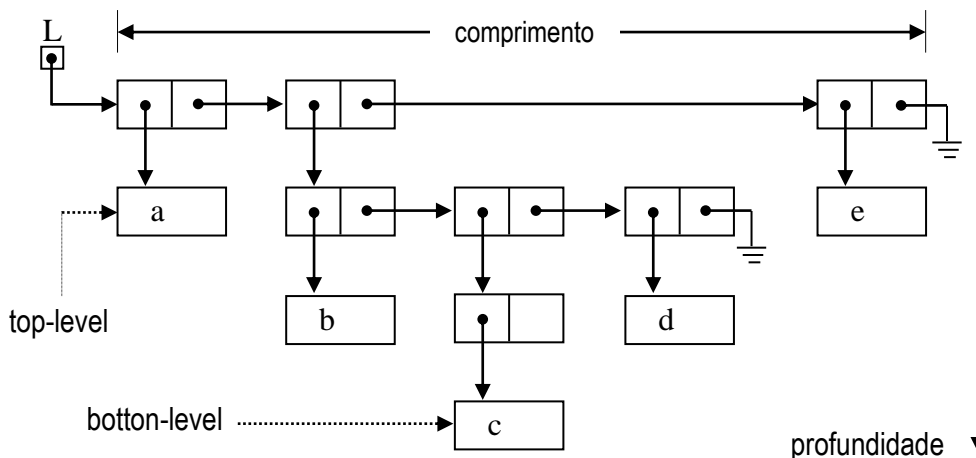 L
comprimento
a
e
top-level
b
d
botton-level
c
profundidade